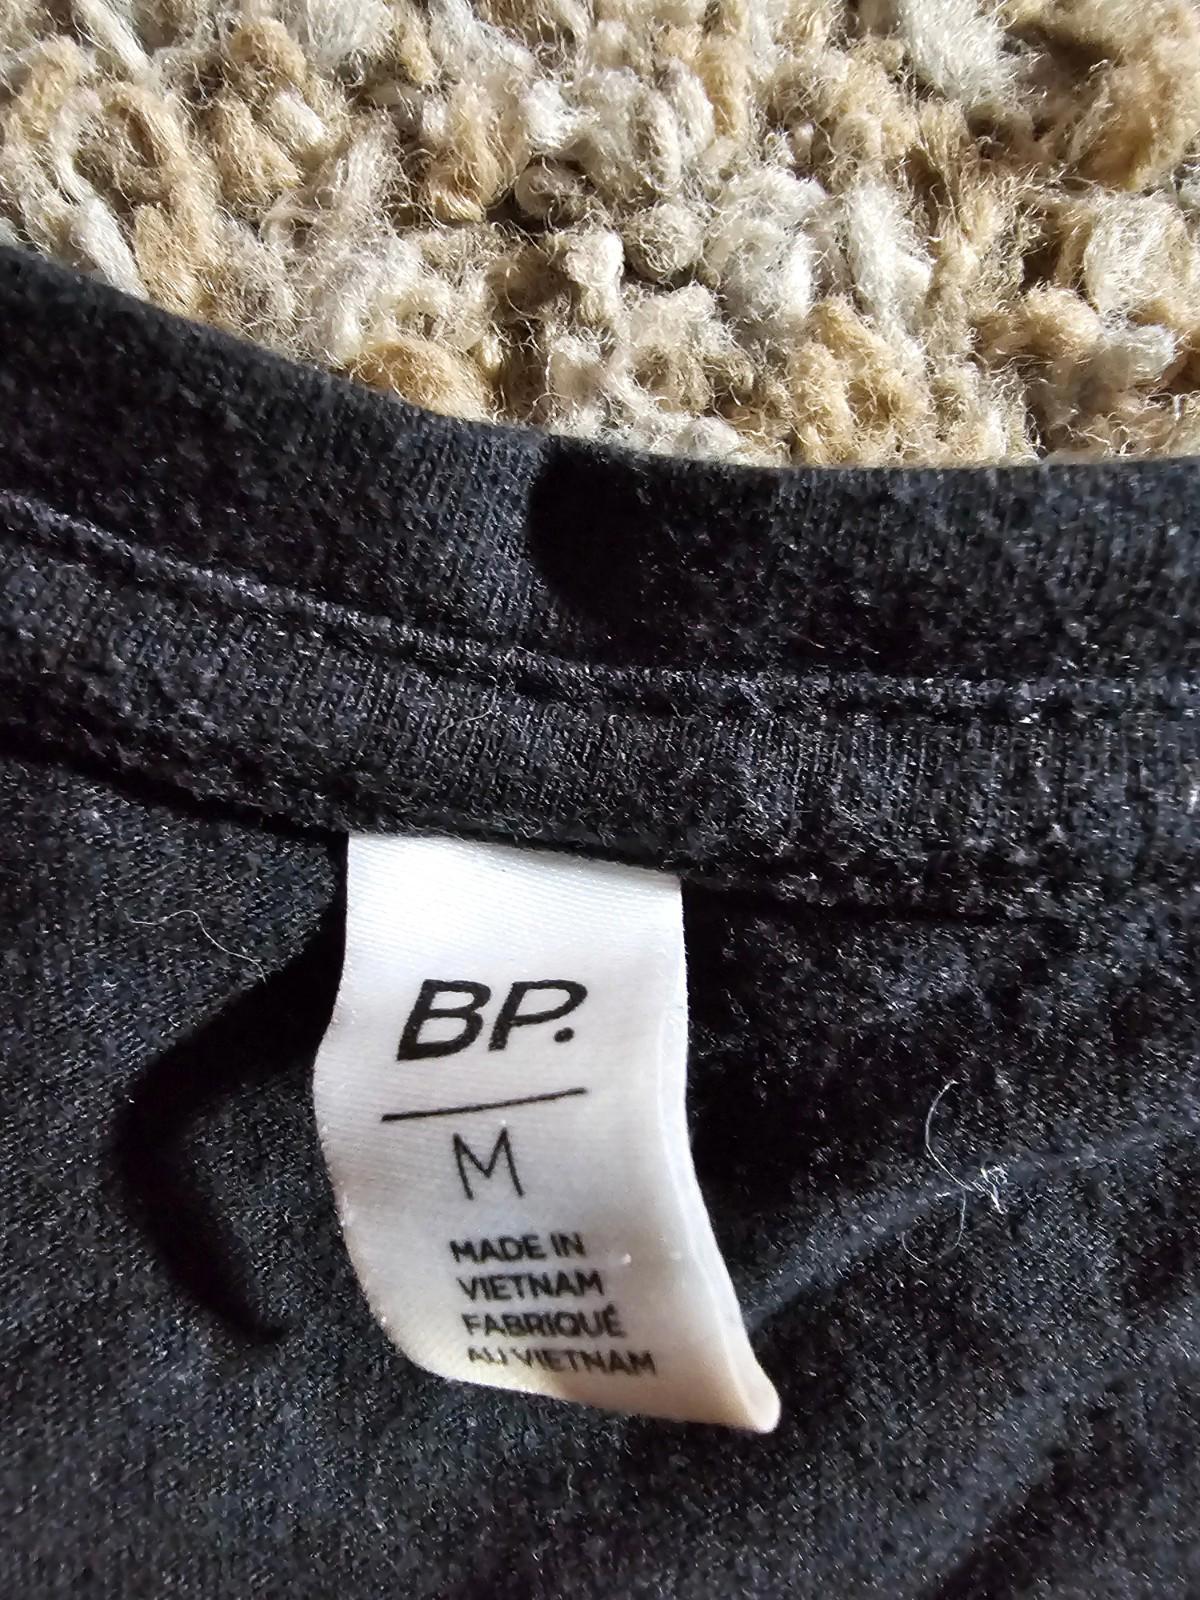 BP.
M
MADE IN
VIETNAM
FABRIQUÉ
AU VIETNAM